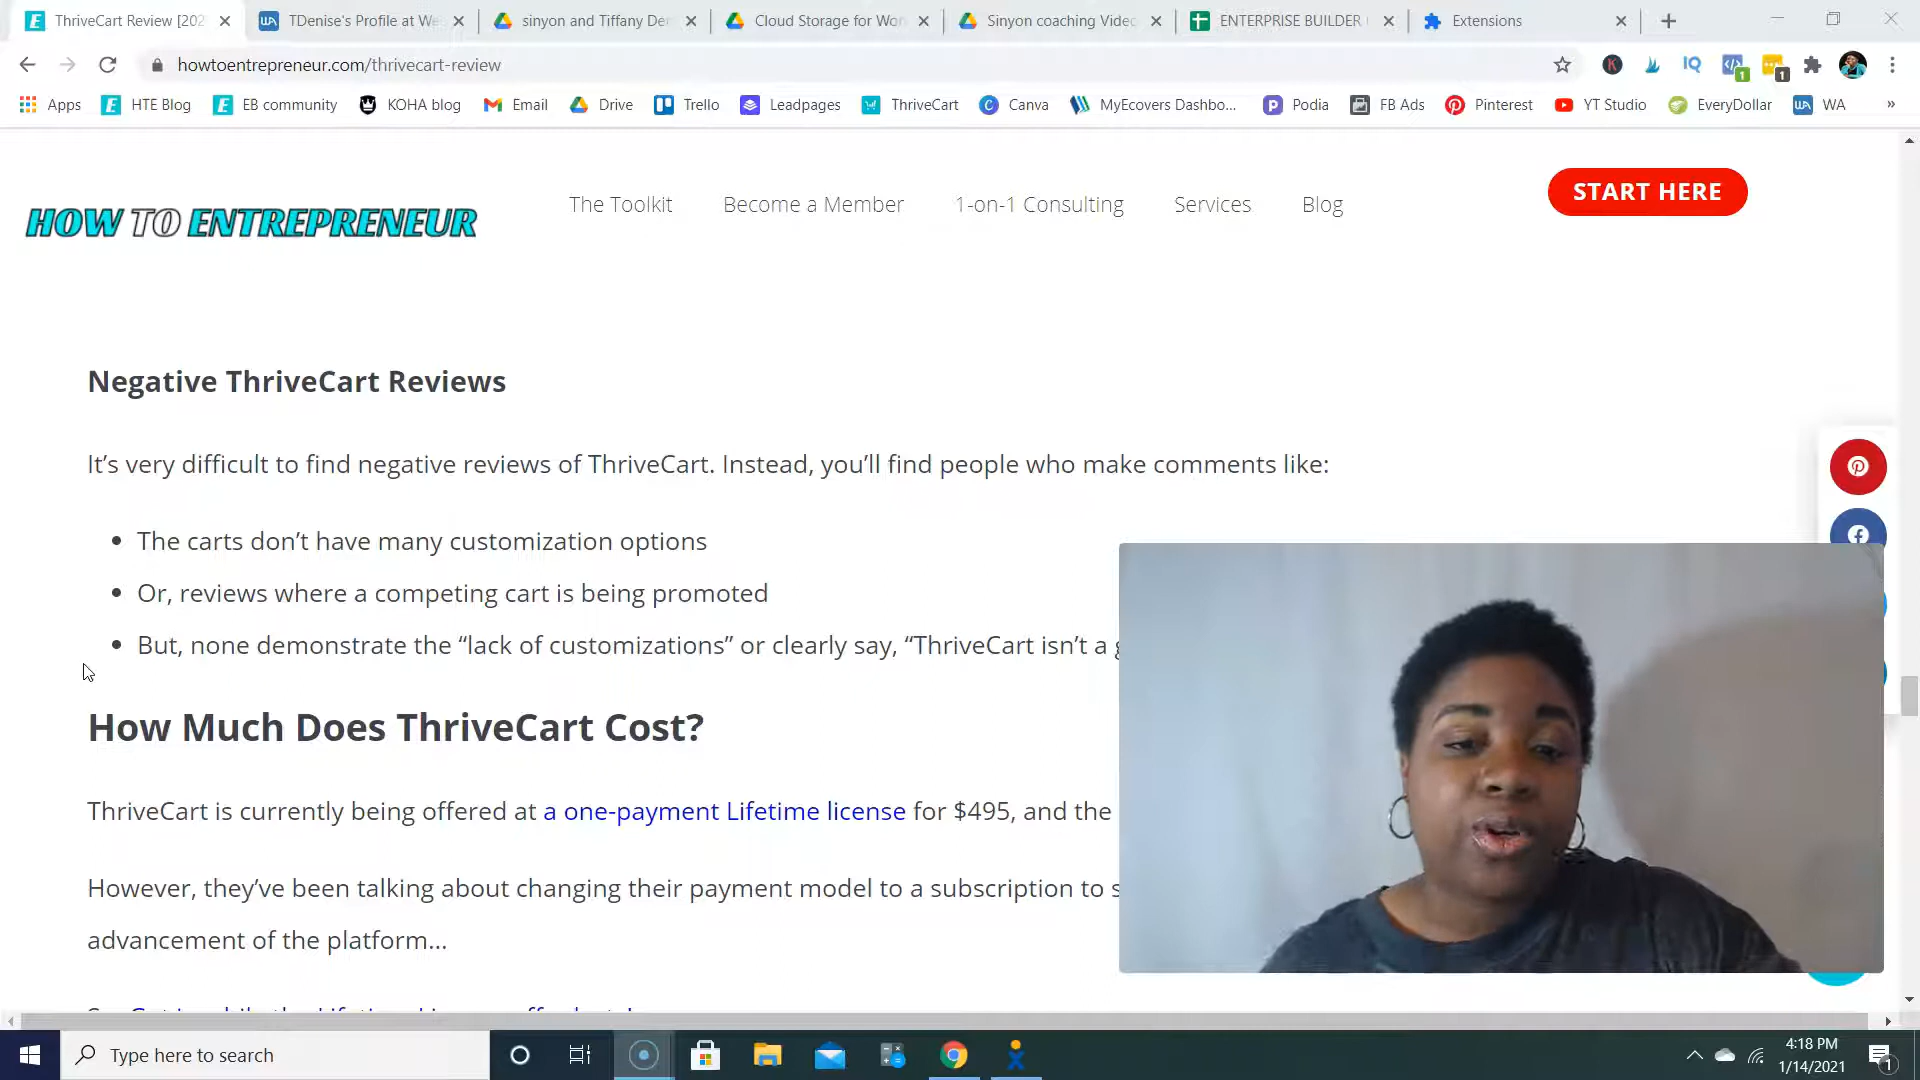 ThriveCart Review [202
TDenise's Profile at We
sinyon and Tiffany De
Cloud Storage for Wor
Sinyon coaching Video
ENTERPRISE BUILDER
Extensions
howtoentrepreneur.com/thrivecart-review
Apps
HTE Blog
EB community
KOHA blog
Email
Drive
Trello
Leadpages
ThriveCart
Canva
MyEcovers Dashbo...
Podia
FB Ads
Pinterest
YT Studio
EveryDollar
WA
»
HOW TO ENTREPRENEUR
The Toolkit
Become a Member
1-on-1 Consulting
Services
Blog
START HERE
Negative ThriveCart Reviews
It’s very difficult to find negative reviews of ThriveCart. Instead, you’ll find people who make comments like:
• The carts don’t have many customization options
• Or, reviews where a competing cart is being promoted
• But, none demonstrate the “lack of customizations” or clearly say, “ThriveCart isn’t a
How Much Does ThriveCart Cost?
ThriveCart is currently being offered at a one-payment Lifetime license for $495, and the
However, they’ve been talking about changing their payment model to a subscription to s
advancement of the platform...
Type here to search
4:18 PM
1/14/2021